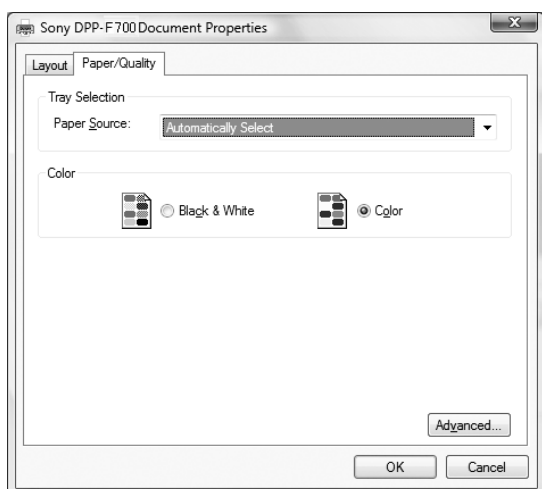 Sony DPP-F700 Document Properties
Layout Paper/Quality
Tray Selection
Paper Source: Automatically Select
Color
Black & White Color
Advanced...
OK Cancel